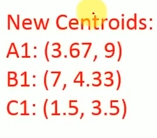 New Centroids:
A1: (3.67, 9)
B1: (7, 4.33)
C1: (1.5, 3.5)